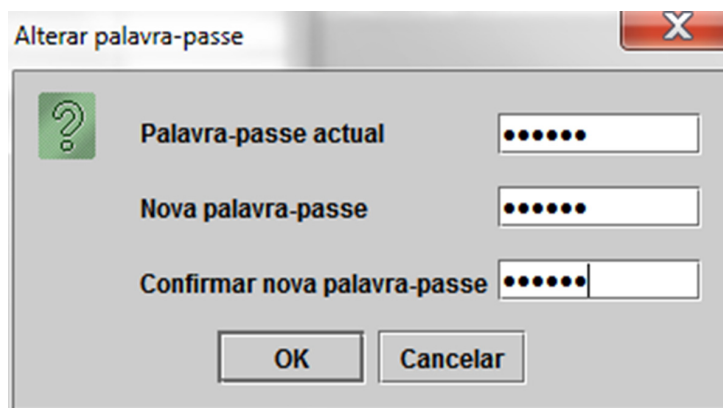 Alterar palavra-passe
Palavra-passe actual ••••••
Nova palavra-passe ••••••
Confirmar nova palavra-passe ••••••
OK Cancelar